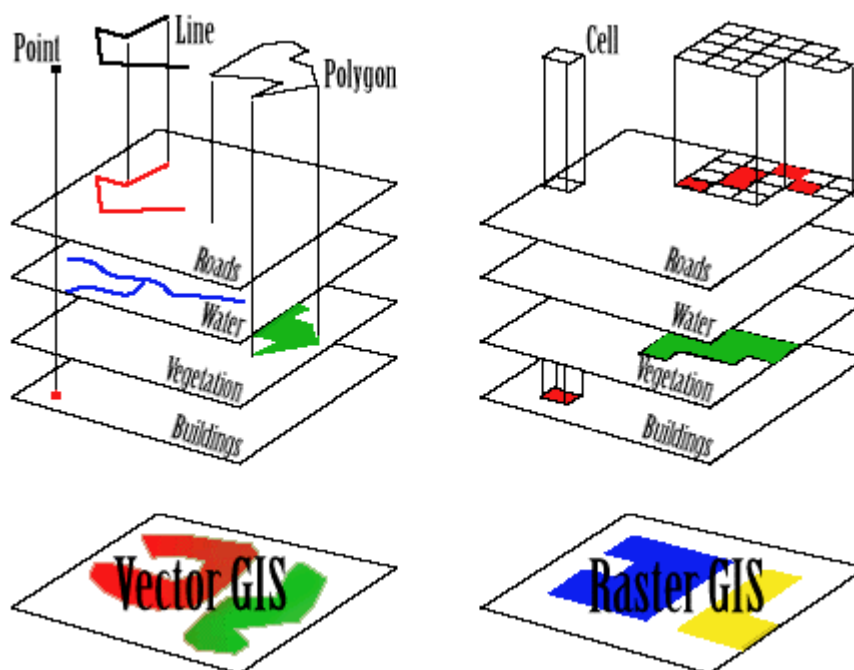 Point
Line
Polygon
Roads
Water
Vegetation
Buildings
Vector GIS
Cell
Roads
Water
Vegetation
Buildings
Raster GIS